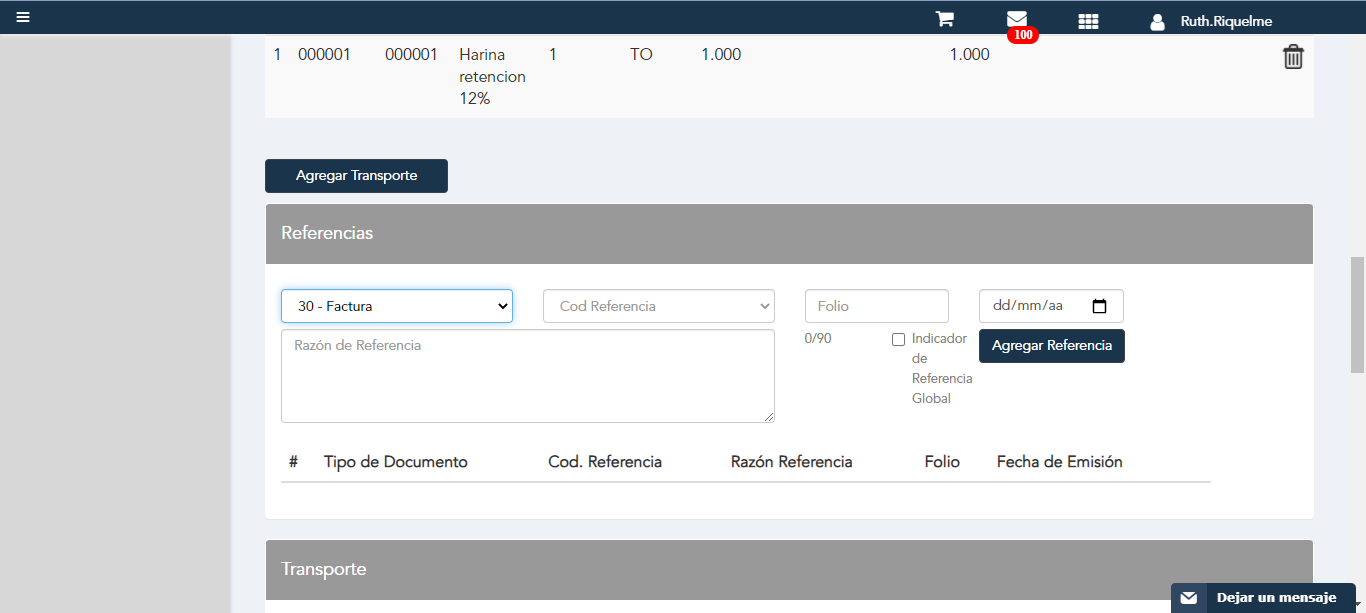 100
Ruth.Riquelme
1 000001 000001 Harina 1 TO 1.000 1.000
retencion
12%
Agregar Transporte
Referencias
30 - Factura Cod Referencia Folio dd/mm/aa
Razón de Referencia 0/90 Indicador Agregar Referencia
de
Referencia
Global
# Tipo de Documento Cod. Referencia Razón Referencia Folio Fecha de Emisión
Transporte
Dejar un mensaje